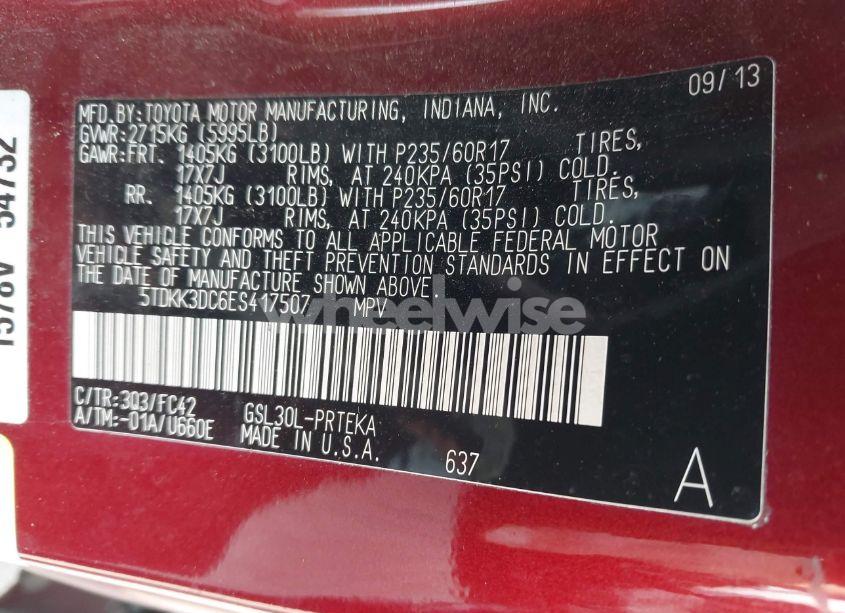 09/13
MFD.BY:TOYOTA MOTOR MANUFACTURING, INDIANA, INC.
GVWR:2715KG (5995LB)
GAWR:FRT. 1405KG (3100LB) WITH P235/60R17 TIRES,
17X7J RIMS, AT 240KPA (35PSI) COLD.
RR. 1405KG (3100LB) WITH P235/60R17 TIRES,
17X7J RIMS, AT 240KPA (35PSI) COLD.
THIS VEHICLE CONFORMS TO ALL APPLICABLE FEDERAL MOTOR
VEHICLE SAFETY AND THEFT PREVENTION STANDARDS IN EFFECT ON
THE DATE OF MANUFACTURE SHOWN ABOVE.
5TDKK3DC6ES417507 MPV
wheelwise
C/TR:3Q3/FC42 GSL30L-PRTEKA
A/TM:-01A/U660E MADE IN U.S.A.
637
A
1578V 54732